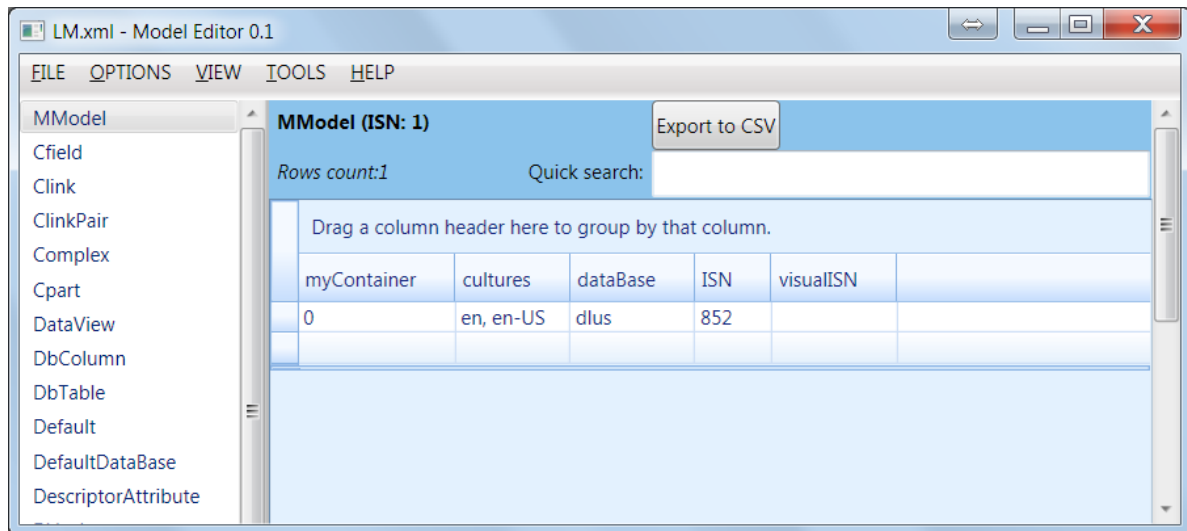 LM.xml - Model Editor 0.1
FILE OPTIONS VIEW TOOLS HELP
MModel
Cfield
Clink
ClinkPair
Complex
Cpart
DataView
DbColumn
DbTable
Default
DefaultDataBase
DescriptorAttribute
MModel (ISN: 1)
Export to CSV
Rows count:1
Quick search:
Drag a column header here to group by that column.
myContainer cultures dataBase ISN visualISN
0 en, en-US dlus 852